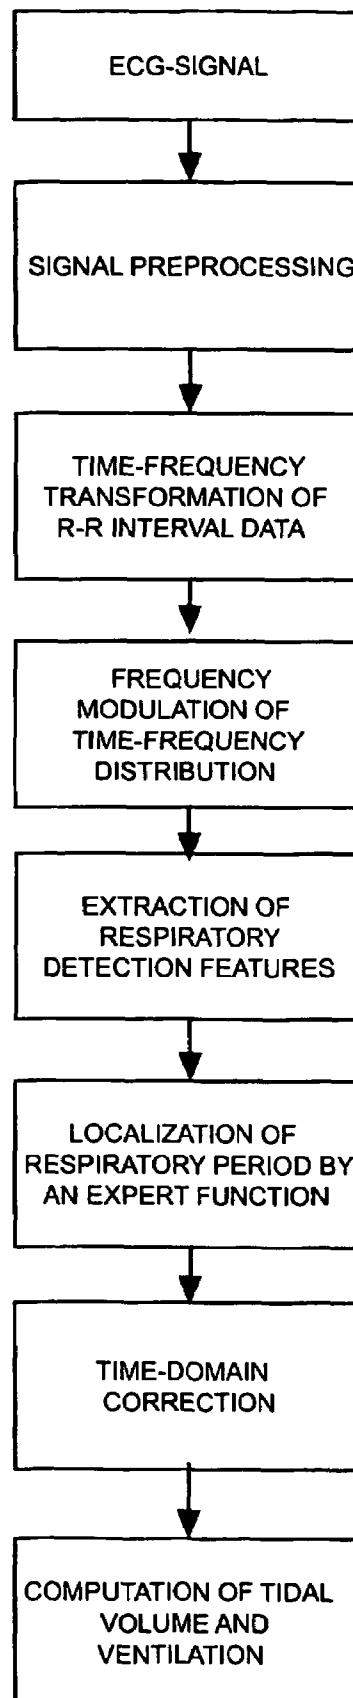 ECG-SIGNAL
SIGNAL PREPROCESSING
TIME-FREQUENCY
TRANSFORMATION OF
R-R INTERVAL DATA
FREQUENCY
MODULATION OF
TIME-FREQUENCY
DISTRIBUTION
EXTRACTION OF
RESPIRATORY
DETECTION FEATURES
LOCALIZATION OF
RESPIRATORY PERIOD BY
AN EXPERT FUNCTION
TIME-DOMAIN
CORRECTION
COMPUTATION OF TIDAL
VOLUME AND
VENTILATION